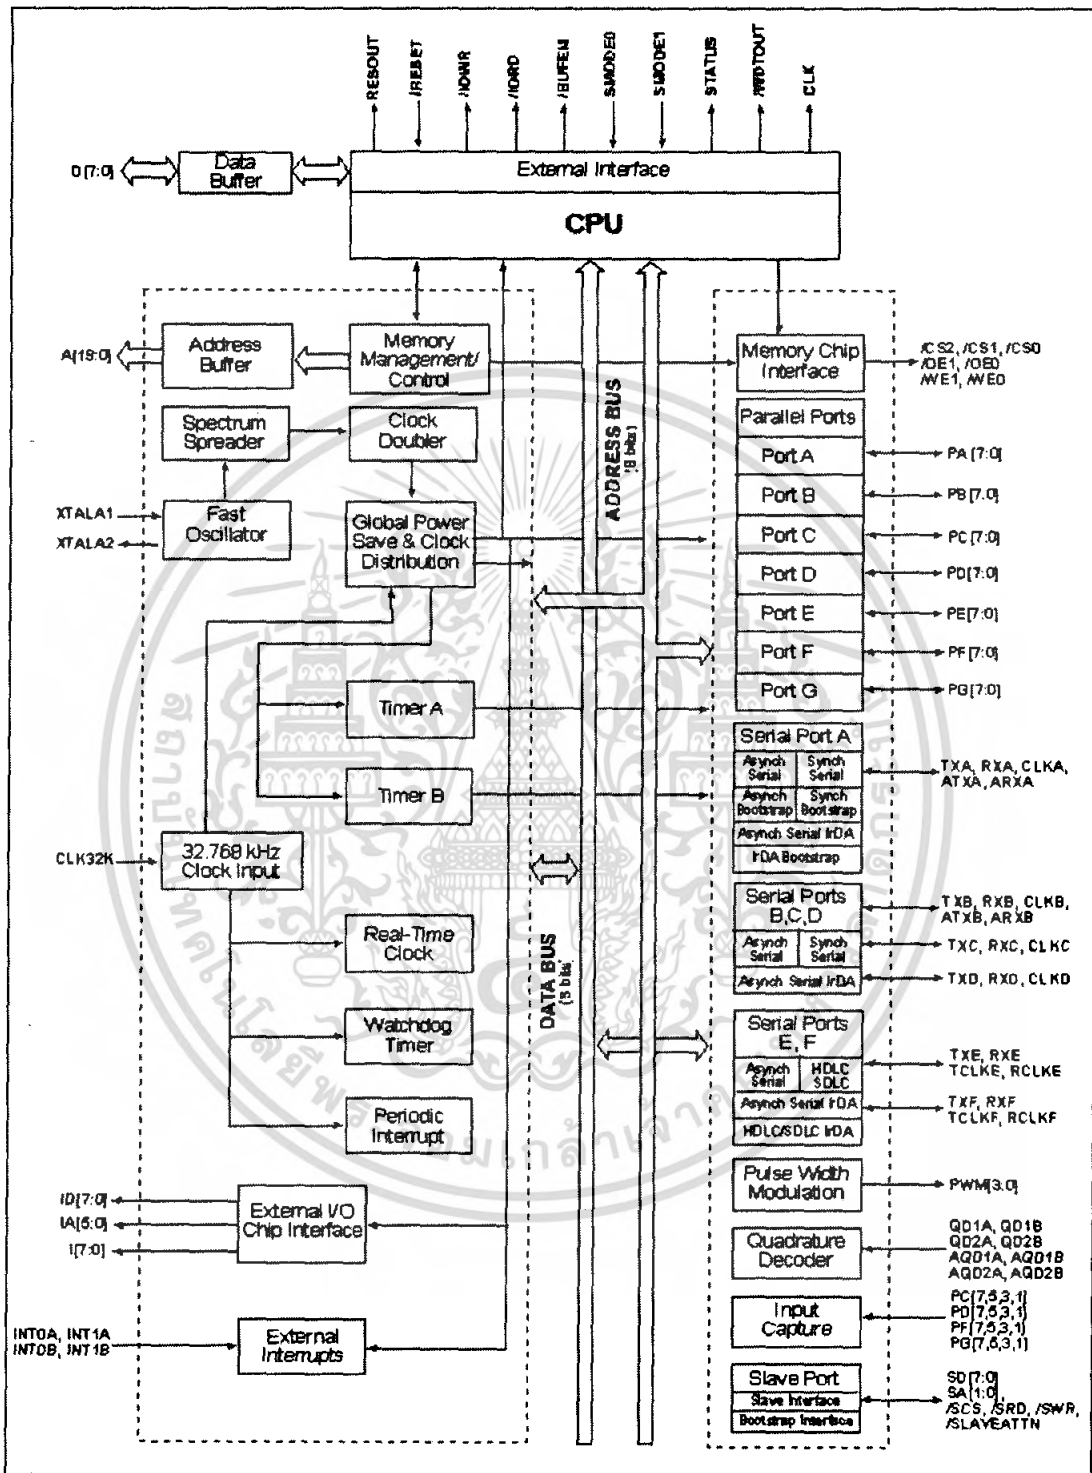 RESOUT
/RESET
/IOWR
/IORD
/BUFEN
SMODE0
SMODE1
STATUS
/WDTOUT
CLK
D[7:0]
Data
Buffer
External Interface
CPU
A[19:0]
Address
Buffer
Memory
Management/
Control
Memory Chip
Interface
/CS2, /CS1, /CS0
/OE1, /OE0
/WE1, /WE0
Spectrum
Spreader
Clock
Doubler
XTALA1
XTALA2
Fast
Oscillator
Global Power
Save & Clock
Distribution
ADDRESS BUS
(8 bits)
Parallel Ports
Port A
PA [7:0]
Port B
PB [7:0]
Port C
PC [7:0]
Port D
PD[7:0]
Port E
PE[7:0]
Port F
PF [7:0]
Port G
PG[7:0]
Timer A
Timer B
CLK32K
32.768 kHz
Clock Input
Real-Time
Clock
Watchdog
Timer
Periodic
Interrupt
DATA BUS
(8 bits)
Serial Port A
Asynch
Serial
Synch
Serial
Asynch
Bootstrap
Synch
Bootstrap
Asynch Serial IrDA
IrDA Bootstrap
TXA, RXA, CLKA,
ATXA, ARXA
Serial Ports
B,C,D
Asynch
Serial
Synch
Serial
Asynch Serial IrDA
TXB, RXB, CLKB,
ATXB, ARXB
TXC, RXC, CLKC
TXD, RXD, CLKD
Serial Ports
E, F
Asynch
Serial
HDLC
SDLC
Asynch Serial IrDA
HDLC/SDLC IrDA
TXE, RXE
TCLKE, RCLKE
TXF, RXF
TCLKF, RCLKF
ID[7:0]
IA[5:0]
I[7:0]
External I/O
Chip Interface
INT0A, INT1A
INT0B, INT1B
External
Interrupts
Pulse Width
Modulation
PWM[3:0]
Quadrature
Decoder
QD1A, QD1B
QD2A, QD2B
AQD1A, AQD1B
AQD2A, AQD2B
Input
Capture
PC[7,5,3,1]
PD[7,5,3,1]
PF[7,5,3,1]
PG[7,5,3,1]
Slave Port
Slave Interface
Bootstrap Interface
SD[7:0]
SA[1:0],
/SCS, /SRD, /SWR,
/SLAVEATTN